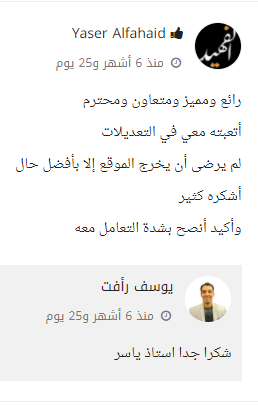 Yaser Alfahaid
الفهيد
منذ 6 أشهر و25 يوم
رائع ومميز ومتعاون ومحترم
أتعبته معي في التعديلات
لم يرضى أن يخرج الموقع إلا بأفضل حال
أشكره كثير
وأكيد أنصح بشدة التعامل معه
يوسف رأفت
منذ 6 أشهر و25 يوم
شكرا جدا استاذ ياسر